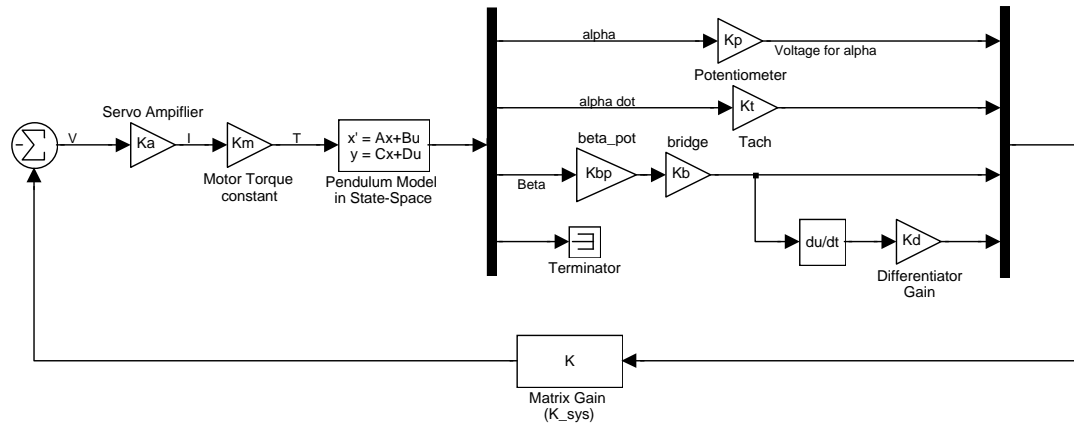 alpha
Kp
Voltage for alpha
Potentiometer
alpha dot
Kt
Tach
Servo Ampiflier
V
Ka
I
Km
T
Motor Torque
constant
x' = Ax+Bu
y = Cx+Du
Pendulum Model
in State-Space
beta_pot
bridge
Beta
Kbp
Kb
Terminator
du/dt
Kd
Differentiator
Gain
K
Matrix Gain
(K_sys)